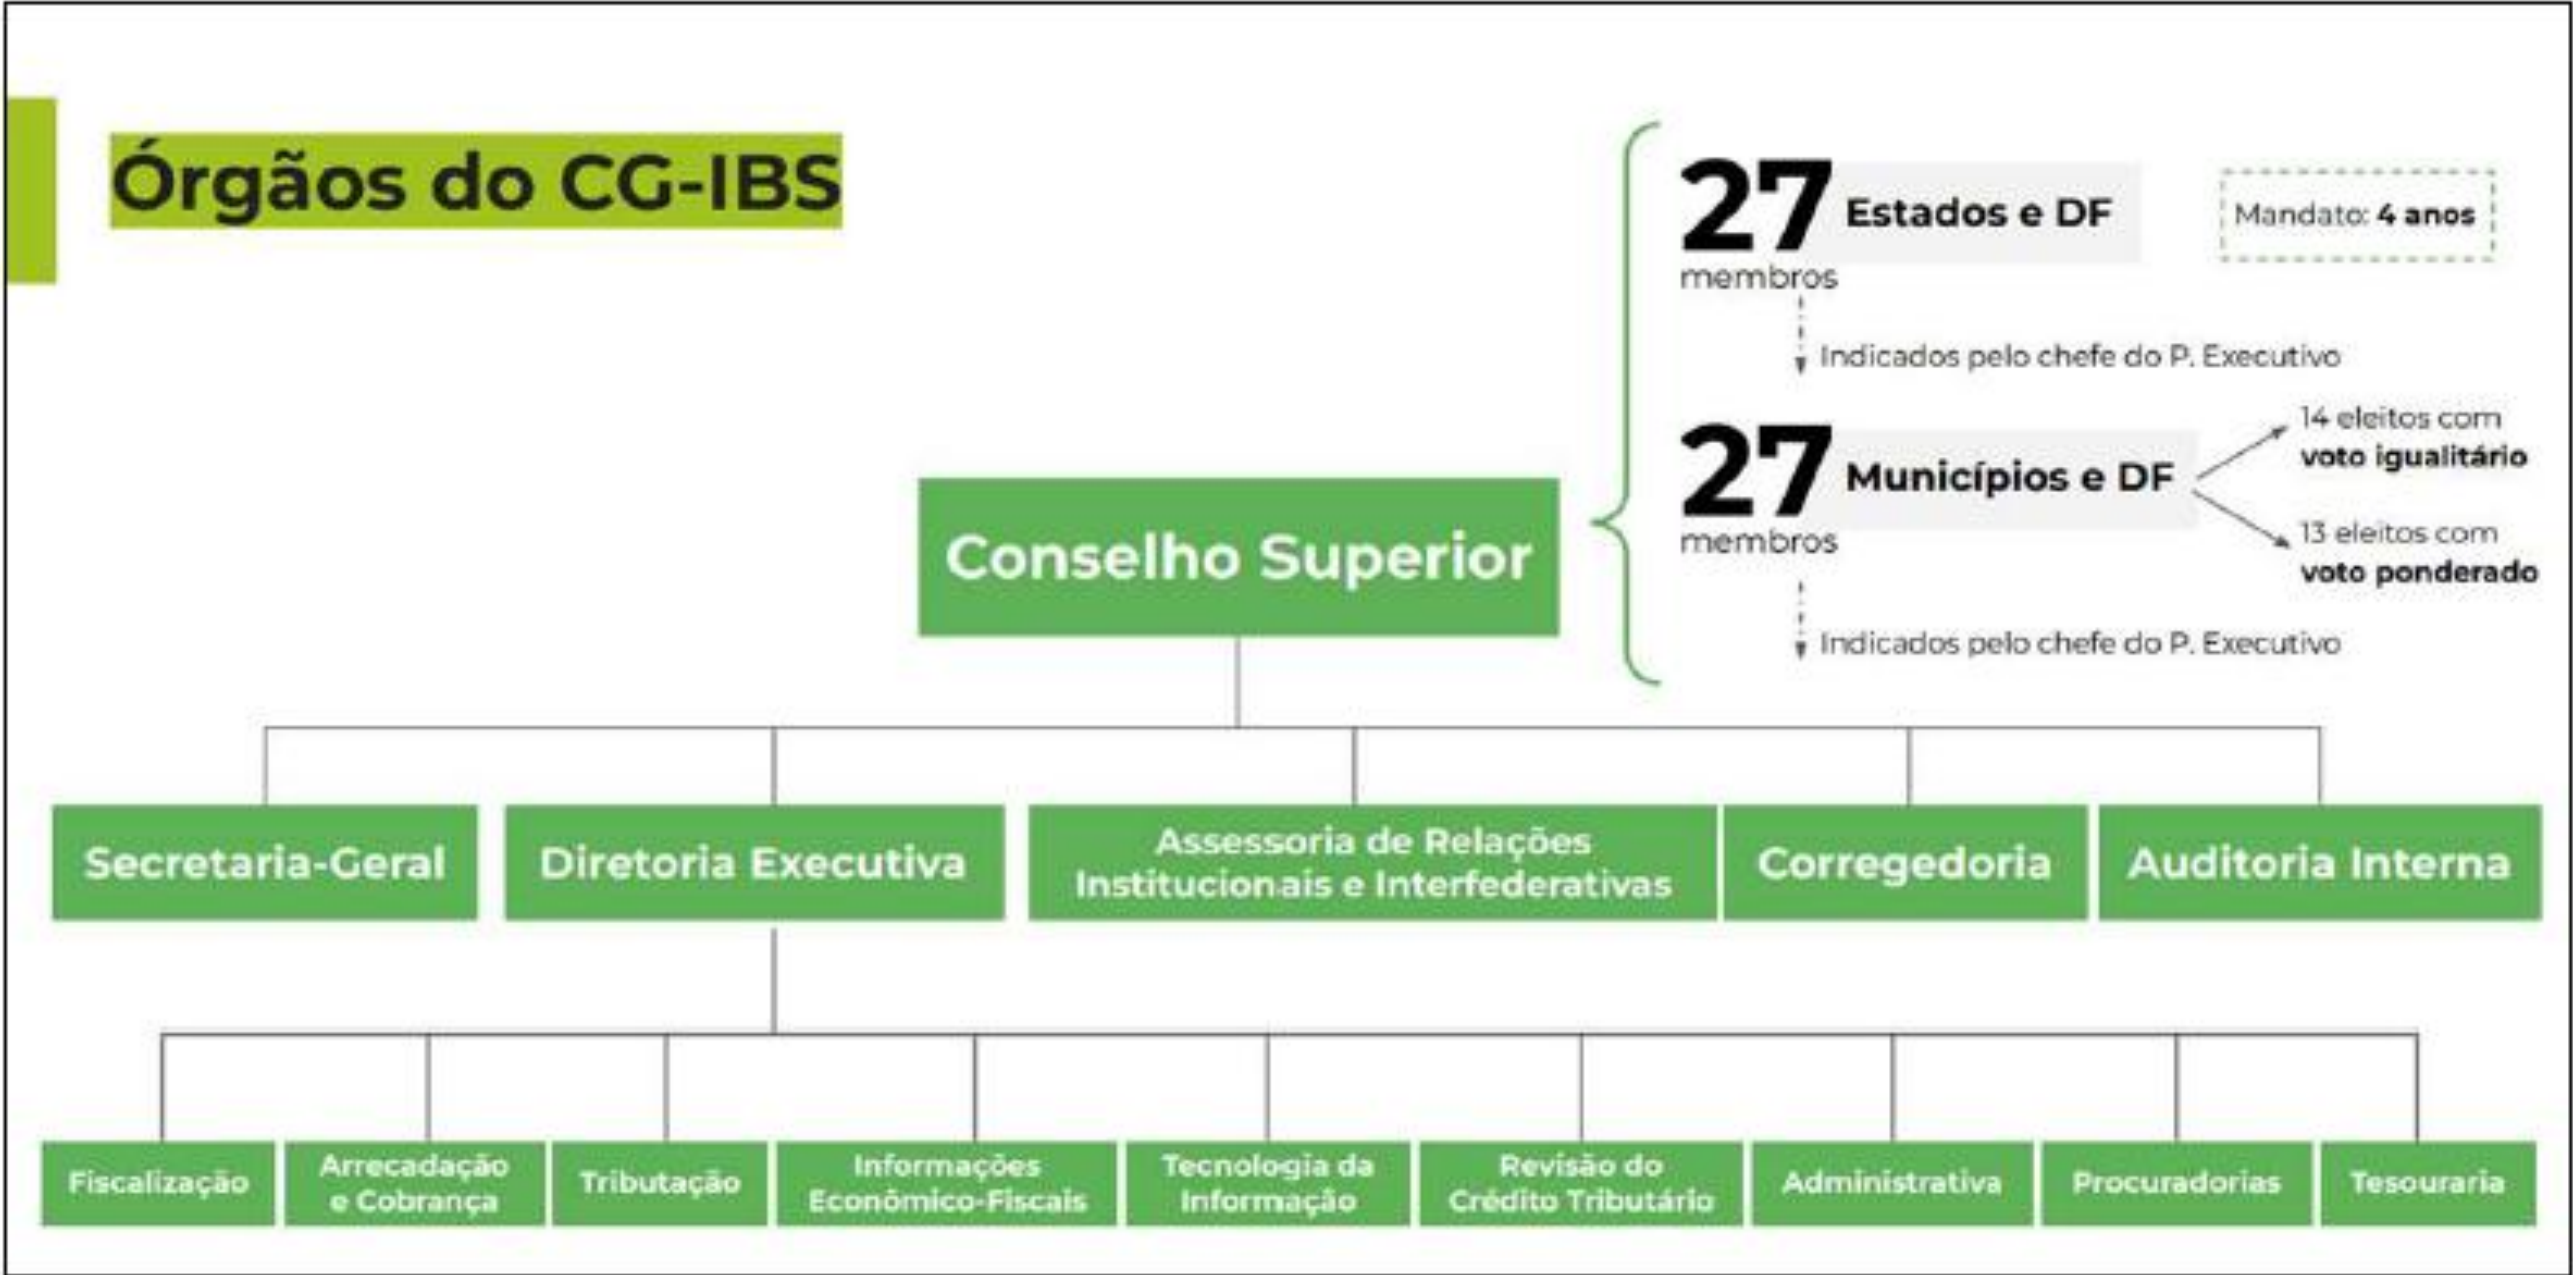 Órgãos do CG-IBS
27 Estados e DF
membros
Mandato: 4 anos
Indicados pelo chefe do P. Executivo
27 Municípios e DF
membros
14 eleitos com
voto igualitário
13 eleitos com
voto ponderado
Indicados pelo chefe do P. Executivo
Conselho Superior
Secretaria-Geral
Diretoria Executiva
Assessoria de Relações
Institucionais e Interfederativas
Corregedoria
Auditoria Interna
Fiscalização
Arrecadação
e Cobrança
Tributação
Informações
Econômico-Fiscais
Tecnologia da
Informação
Revisão do
Crédito Tributário
Administrativa
Procuradorias
Tesouraria